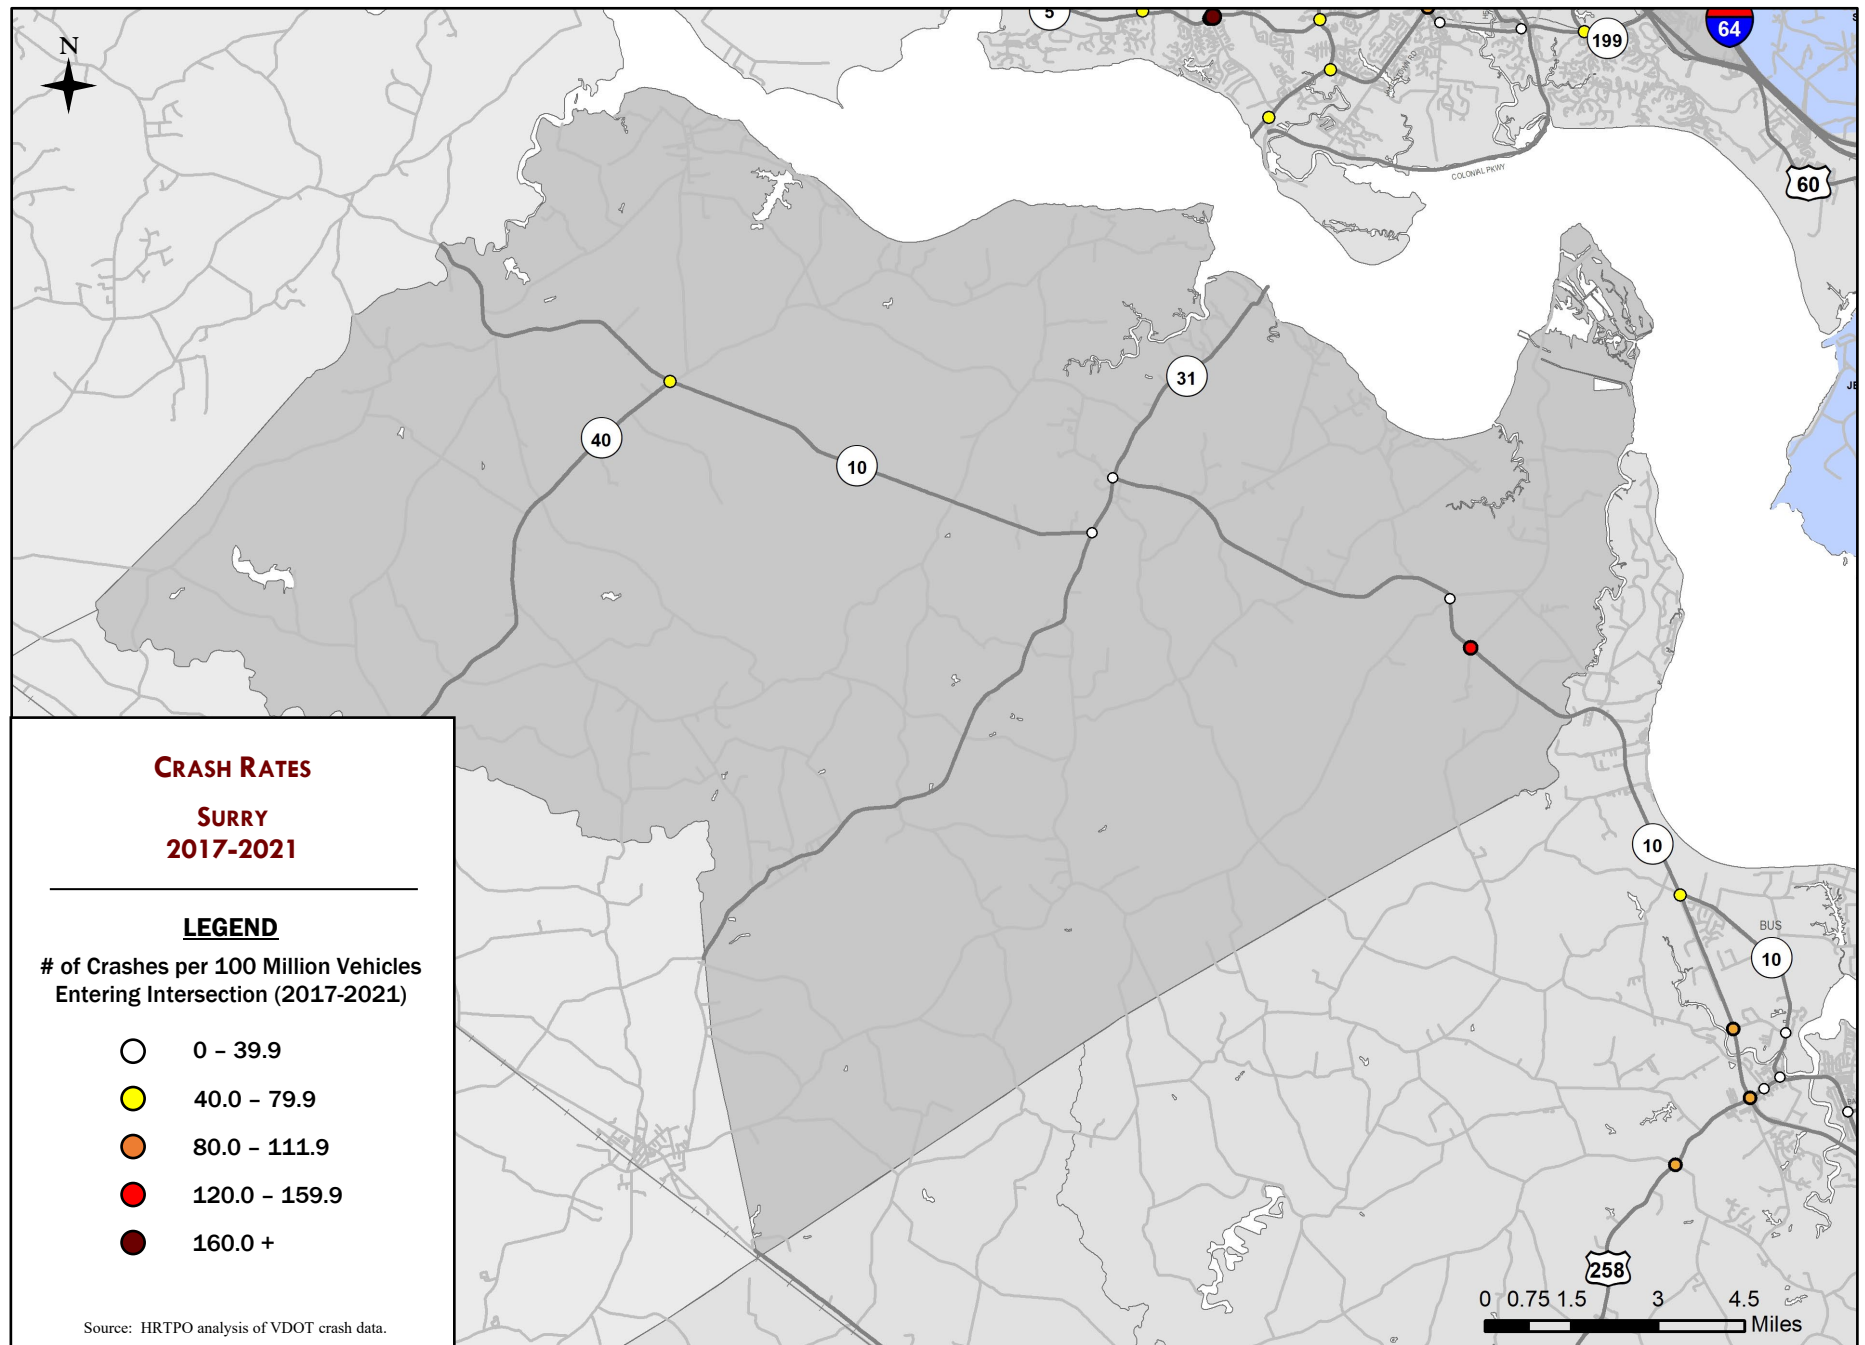 5
199
64
N
COLONIAL PKWY
60
31
40
10
10
BUS
10
CRASH RATES
SURRY
2017-2021
LEGEND
# of Crashes per 100 Million Vehicles
Entering Intersection (2017-2021)
0 – 39.9
40.0 – 79.9
80.0 – 111.9
120.0 – 159.9
160.0 +
Source: HRTPO analysis of VDOT crash data.
258
0 0.75 1.5 3 4.5
Miles